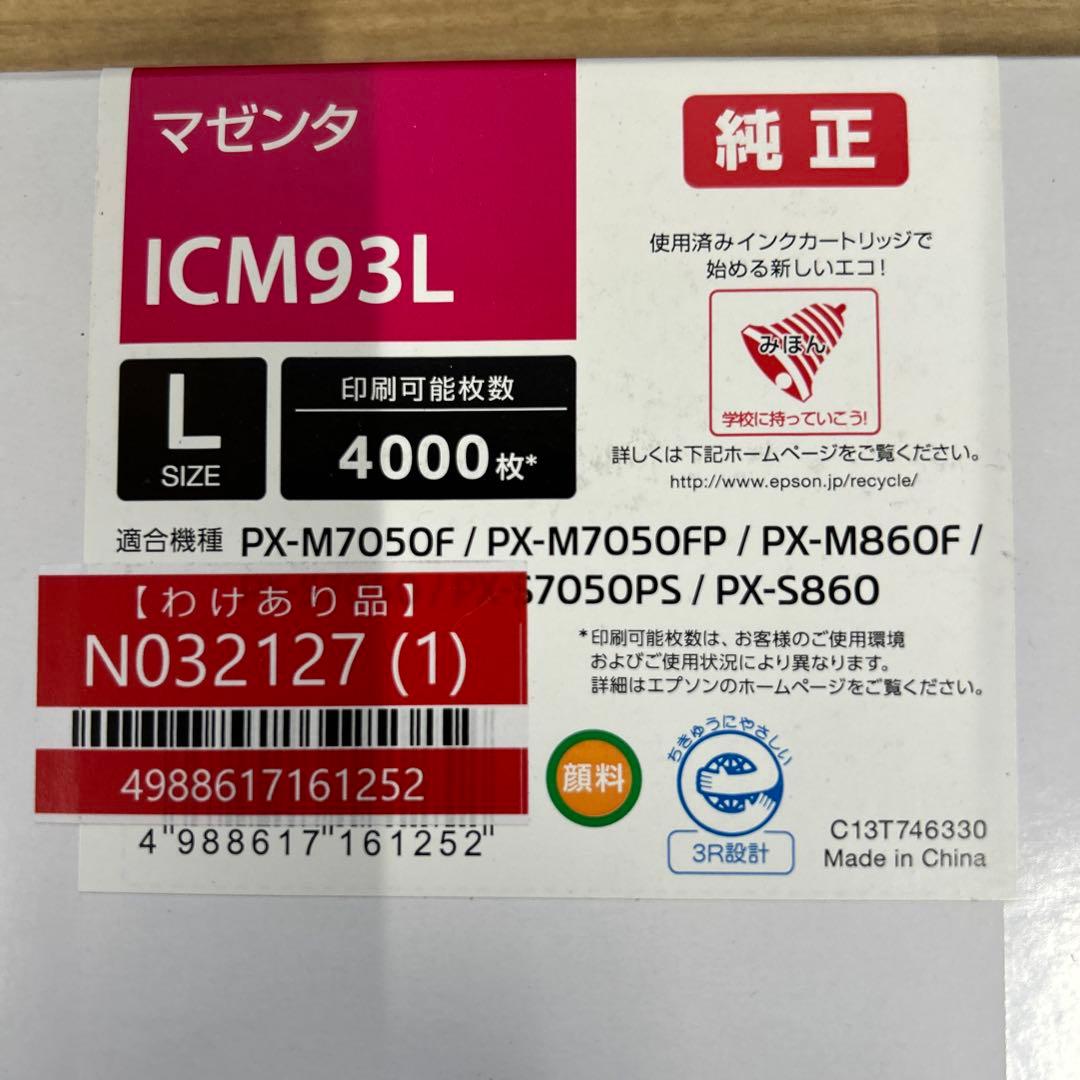 マゼンタ
ICM93L
純正
使用済みインクカートリッジで
始める新しいエコ!
みほん
学校に持っていこう!
詳しくは下記ホームページをご覧ください。
http://www.epson.jp/recycle/
L
SIZE
印刷可能枚数
4000枚*
適合機種 PX-M7050F / PX-M7050FP / PX-M860F /
/ PX-S7050PS / PX-S860
*印刷可能枚数は、お客様のご使用環境
およびご使用状況により異なります。
詳細はエプソンのホームページをご覧ください。
【わけあり品】
N032127 (1)
4988617161252
4"988617"161252"
顔料
ちきゅうにやさしい
3R設計
C13T746330
Made in China